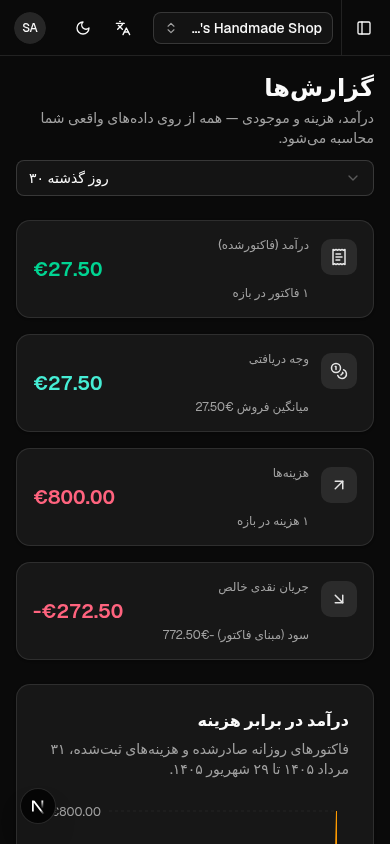 SA
...'s Handmade Shop
گزارش‌ها
درآمد، هزینه و موجودی — همه از روی داده‌های واقعی شما
محاسبه می‌شود.
۳۰ روز گذشته
درآمد (فاکتورشده)
€27.50
۱ فاکتور در بازه
وجه دریافتی
€27.50
میانگین فروش €27.50
هزینه‌ها
€800.00
۱ هزینه در بازه
جریان نقدی خالص
-€272.50
سود (مبنای فاکتور) -€772.50
درآمد در برابر هزینه
فاکتورهای روزانه صادرشده و هزینه‌های ثبت‌شده، ۳۱
مرداد ۱۴۰۵ تا ۲۹ شهریور ۱۴۰۵.
N
€800.00